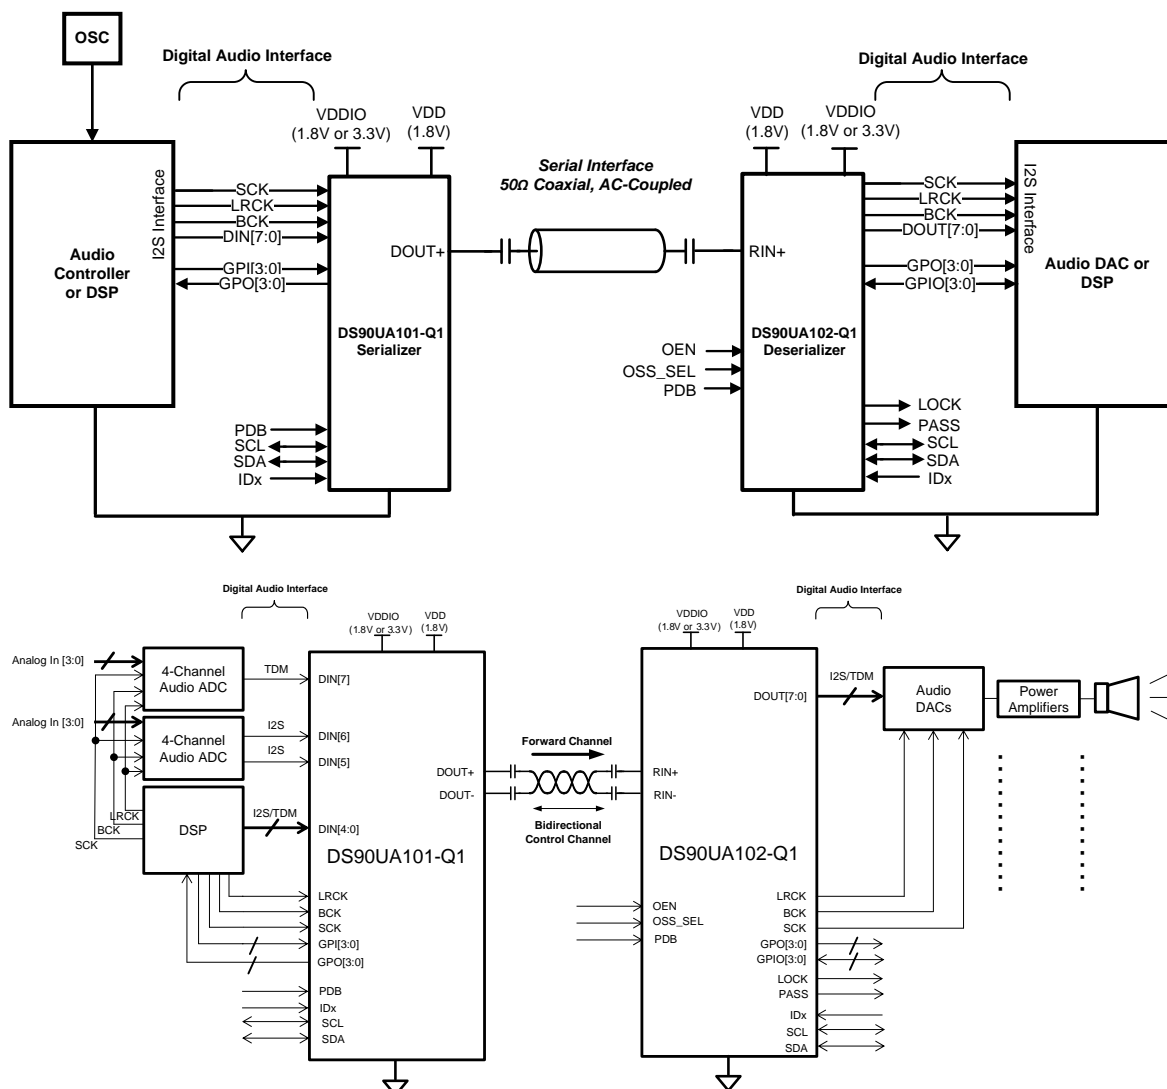 OSC
Digital Audio Interface
Digital Audio Interface
VDDIO
(1.8V or 3.3V)
VDD
(1.8V)
VDD
(1.8V)
VDDIO
(1.8V or 3.3V)
Serial Interface
50Ω Coaxial, AC-Coupled
Audio
Controller
or DSP
I2S Interface
SCK
LRCK
BCK
DIN[7:0]
GPI[3:0]
GPO[3:0]
DOUT+
DS90UA101-Q1
Serializer
PDB
SCL
SDA
IDx
RIN+
DS90UA102-Q1
Deserializer
OEN
OSS_SEL
PDB
SCK
LRCK
BCK
DOUT[7:0]
GPO[3:0]
GPIO[3:0]
LOCK
PASS
SCL
SDA
IDx
I2S Interface
Audio DAC or
DSP
Digital Audio Interface
Digital Audio Interface
VDDIO
(1.8V or 3.3V)
VDD
(1.8V)
VDDIO
(1.8V or 3.3V)
VDD
(1.8V)
Analog In [3:0]
4-Channel
Audio ADC
TDM
DIN[7]
Analog In [3:0]
4-Channel
Audio ADC
I2S
DIN[6]
I2S
DIN[5]
LRCK
BCK
SCK
DSP
I2S/TDM
DIN[4:0]
DS90UA101-Q1
LRCK
BCK
SCK
GPI[3:0]
GPO[3:0]
PDB
IDx
SCL
SDA
DOUT+
DOUT-
Forward Channel
Bidirectional
Control Channel
RIN+
RIN-
DS90UA102-Q1
OEN
OSS_SEL
PDB
DOUT[7:0]
I2S/TDM
Audio
DACs
Power
Amplifiers
LRCK
BCK
SCK
GPO[3:0]
GPIO[3:0]
LOCK
PASS
IDx
SCL
SDA